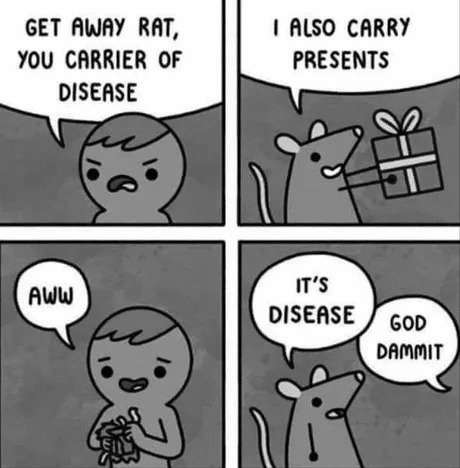 GET AWAY RAT,
YOU CARRIER OF
DISEASE
I ALSO CARRY
PRESENTS
AWW
IT'S
DISEASE
GOD
DAMMIT